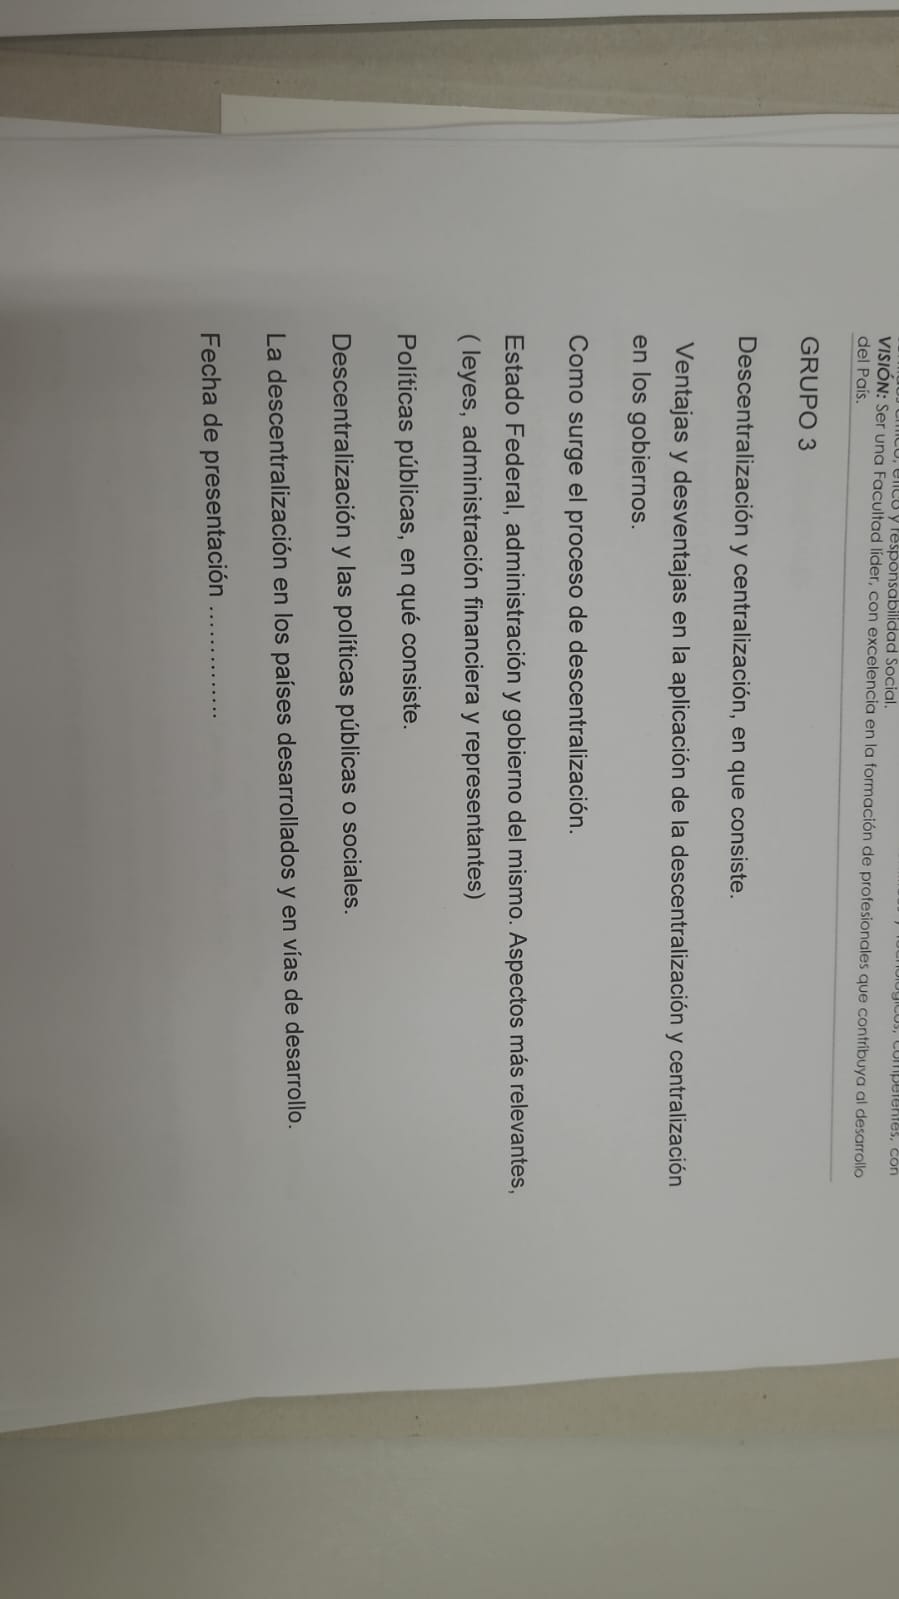 ético y responsabilidad Social. competentes, con
VISIÓN: Ser una Facultad líder, con excelencia en la formación de profesionales que contribuya al desarrollo
del País.
GRUPO 3
Descentralización y centralización, en que consiste.
Ventajas y desventajas en la aplicación de la descentralización y centralización
en los gobiernos.
Como surge el proceso de descentralización.
Estado Federal, administración y gobierno del mismo. Aspectos más relevantes,
( leyes, administración financiera y representantes)
Políticas públicas, en qué consiste.
Descentralización y las políticas públicas o sociales.
La descentralización en los países desarrollados y en vías de desarrollo.
Fecha de presentación ..............